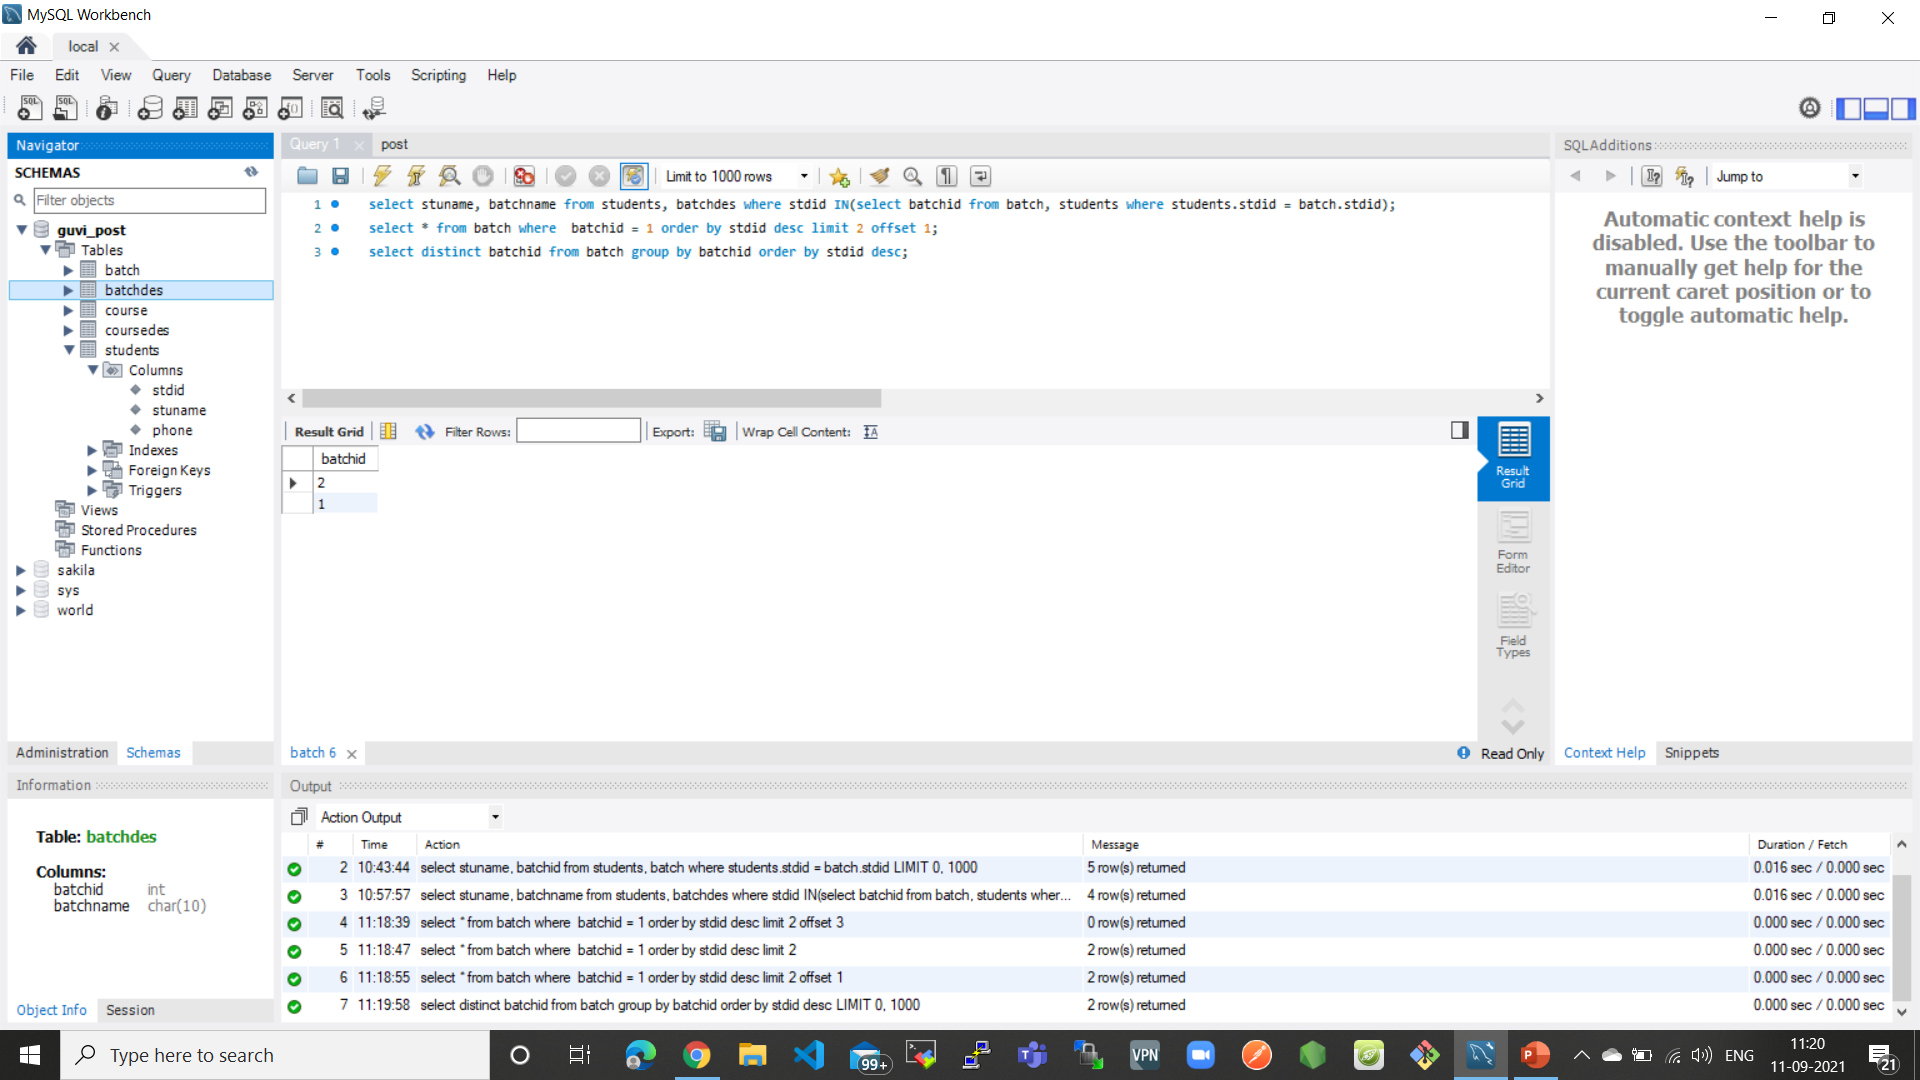 MySQL Workbench
local
File Edit View Query Database Server Tools Scripting Help
Navigator
SCHEMAS
Filter objects
guvi_post
Tables
batch
batchdes
course
coursedes
students
Columns
stdid
stuname
phone
Indexes
Foreign Keys
Triggers
Views
Stored Procedures
Functions
sakila
sys
world
Administration Schemas
Information
Table: batchdes
Columns:
batchid int
batchname char(10)
Object Info Session
Query 1 post
Limit to 1000 rows
1 select stuname, batchname from students, batchdes where stdid IN(select batchid from batch, students where students.stdid = batch.stdid);
2 select * from batch where  batchid = 1 order by stdid desc limit 2 offset 1;
3 select distinct batchid from batch group by batchid order by stdid desc;
Result Grid Filter Rows: Export: Wrap Cell Content:
batchid
2
1
Result Grid
Form Editor
Field Types
batch 6
Read Only
SQLAdditions
Jump to
Automatic context help is
disabled. Use the toolbar to
manually get help for the
current caret position or to
toggle automatic help.
Context Help Snippets
Output
Action Output
# Time Action Message Duration / Fetch
2 10:43:44 select stuname, batchid from students, batch where students.stdid = batch.stdid LIMIT 0, 1000 5 row(s) returned 0.016 sec / 0.000 sec
3 10:57:57 select stuname, batchname from students, batchdes where stdid IN(select batchid from batch, students wher... 4 row(s) returned 0.016 sec / 0.000 sec
4 11:18:39 select * from batch where  batchid = 1 order by stdid desc limit 2 offset 3 0 row(s) returned 0.000 sec / 0.000 sec
5 11:18:47 select * from batch where  batchid = 1 order by stdid desc limit 2 2 row(s) returned 0.000 sec / 0.000 sec
6 11:18:55 select * from batch where  batchid = 1 order by stdid desc limit 2 offset 1 2 row(s) returned 0.000 sec / 0.000 sec
7 11:19:58 select distinct batchid from batch group by batchid order by stdid desc LIMIT 0, 1000 2 row(s) returned 0.000 sec / 0.000 sec
Type here to search
99+
VPN
ENG
11:20
11-09-2021
21